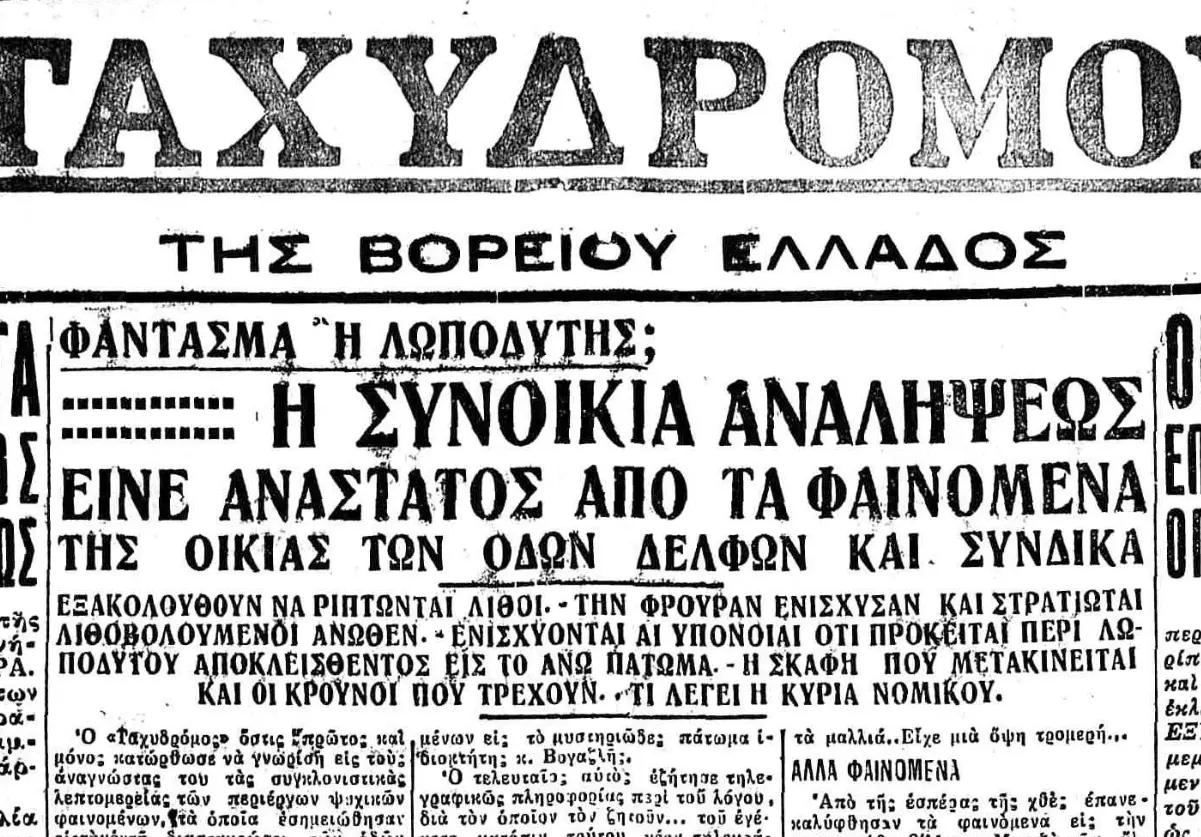 ΤΑΧΥΔΡΟΜΟΣ
ΤΗΣ ΒΟΡΕΙΟΥ ΕΛΛΑΔΟΣ
ΦΑΝΤΑΣΜΑ Ἢ ΛΩΠΟΔΥΤΗΣ;
Η ΣΥΝΟΙΚΙΑ ΑΝΑΛΗΨΕΩΣ
ΕΙΝΕ ΑΝΑΣΤΑΤΟΣ ΑΠΟ ΤΑ ΦΑΙΝΟΜΕΝΑ
ΤΗΣ ΟΙΚΙΑΣ ΤΩΝ ΟΔΩΝ ΔΕΛΦΩΝ ΚΑΙ ΣΥΝΔΙΚΑ
ΕΞΑΚΟΛΟΥΘΟΥΝ ΝΑ ΡΙΠΤΩΝΤΑΙ ΛΙΘΟΙ.- ΤΗΝ ΦΡΟΥΡΑΝ ΕΝΙΣΧΥΣΑΝ ΚΑΙ ΣΤΡΑΤΙΩΤΑΙ
ΛΙΘΟΒΟΛΟΥΜΕΝΟΙ ΑΝΩΘΕΝ.- ΕΝΙΣΧΥΟΝΤΑΙ ΑΙ ΥΠΟΝΟΙΑΙ ΟΤΙ ΠΡΟΚΕΙΤΑΙ ΠΕΡΙ ΛΩ-
ΠΟΔΥΤΟΥ ΑΠΟΚΛΕΙΣΘΕΝΤΟΣ ΕΙΣ ΤΟ ΑΝΩ ΠΑΤΩΜΑ.- Η ΣΚΑΦΗ ΠΟΥ ΜΕΤΑΚΙΝΕΙΤΑΙ
ΚΑΙ ΟΙ ΚΡΟΥΝΟΙ ΠΟΥ ΤΡΕΧΟΥΝ.- ΤΙ ΛΕΓΕΙ Η ΚΥΡΙΑ ΝΟΜΙΚΟΥ.
Ὁ «Ταχυδρόμος» ὅστις πρῶτος καὶ
μόνος κατώρθωσε νὰ γνωρίσῃ εἰς τοὺς
ἀναγνώστας του τὰς συγκλονιστικὰς
λεπτομερείας τῶν περιέργων ψυχικῶν
φαινομένων, τὰ ὁποῖα ἐσημειώθησαν
μένων εἰς τὸ μυστηριῶδες πάτωμα ἰ-
διοκτήτης κ. Βογαζλῆς.
Ὁ τελευταῖος αὐτὸς ἐζήτησε τηλε-
γραφικῶς πληροφορίας περὶ τοῦ λόγου,
διὰ τὸν ὁποῖον τὸν ζητοῦν... τοῦ ἐγέ-
τὰ μαλλιά..Εἶχε μιὰ ὄψη τρομερή...
ΑΛΛΑ ΦΑΙΝΟΜΕΝΑ
Ἀπὸ τῆς ἑσπέρας τῆς χθὲς ἐπανε-
καλύφθησαν τὰ φαινόμενα εἰς τὴν